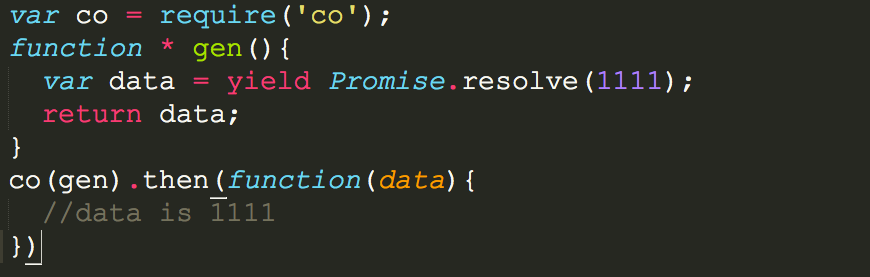 var co = require('co');
function * gen(){
  var data = yield Promise.resolve(1111);
  return data;
}
co(gen).then(function(data){
  //data is 1111
})